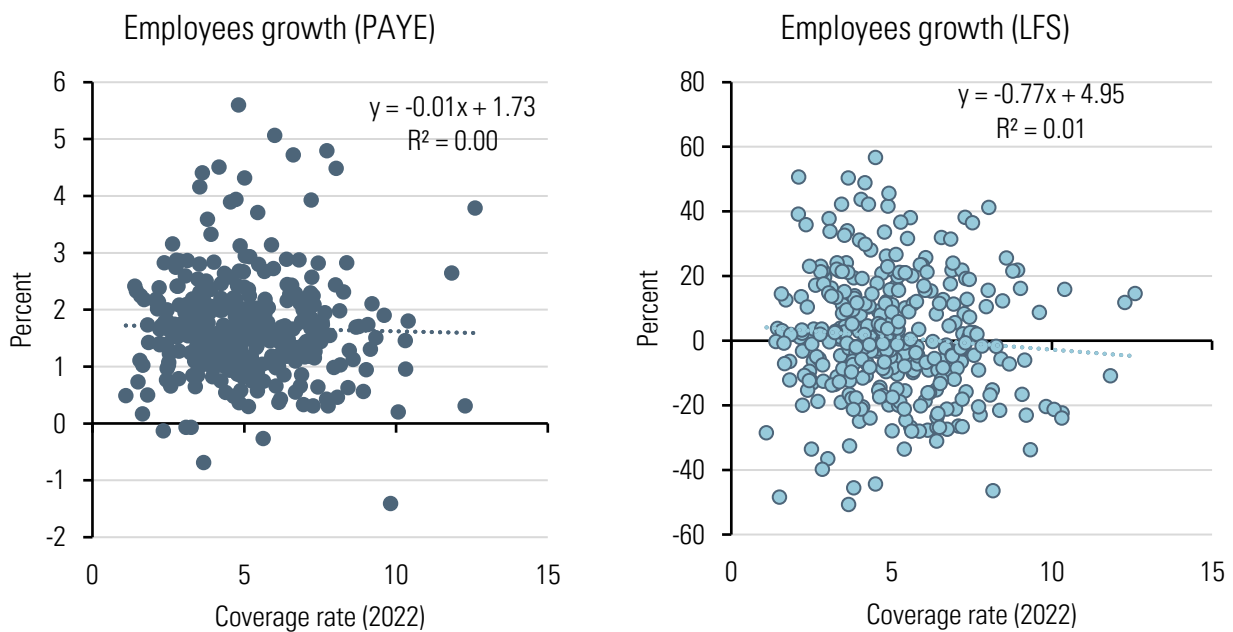 Employees growth (PAYE)
6
5
4
3
2
1
0
-1
-2
Percent
y = -0.01x + 1.73
R² = 0.00
0 5 10 15
Coverage rate (2022)
Employees growth (LFS)
80
60
40
20
0
-20
-40
-60
Percent
y = -0.77x + 4.95
R² = 0.01
0 5 10 15
Coverage rate (2022)